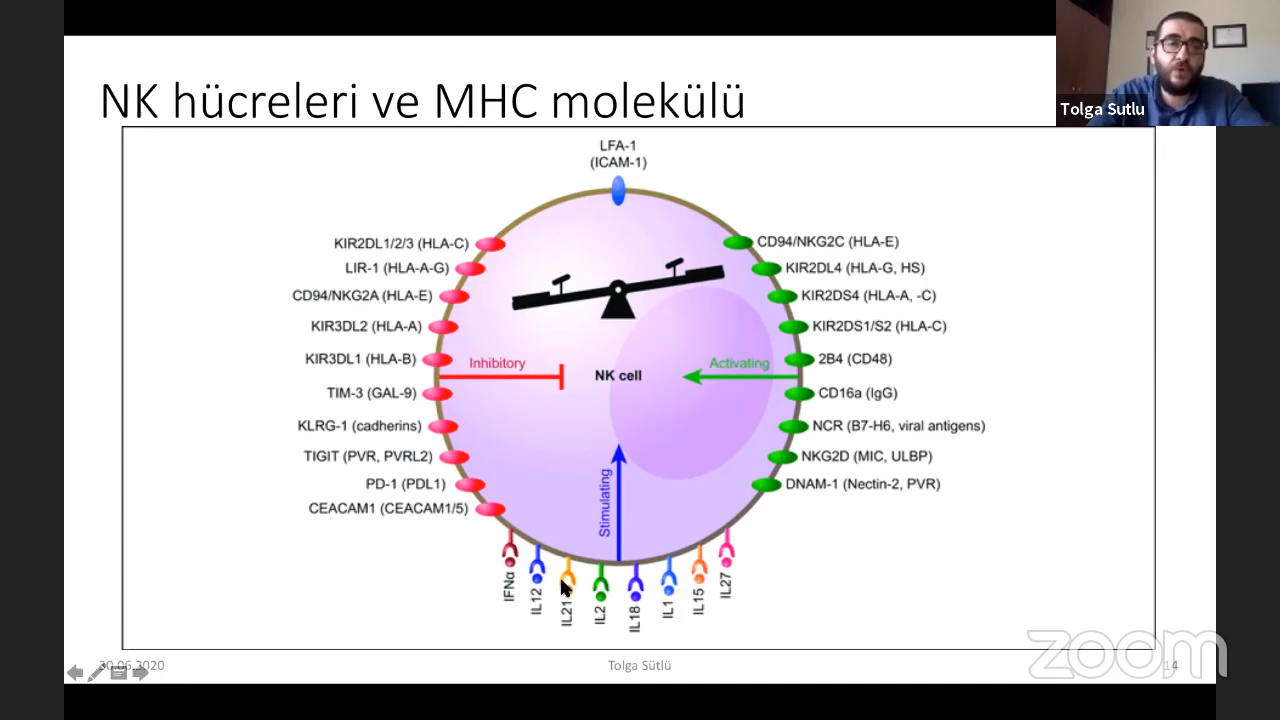 NK hücreleri ve MHC molekülü
Tolga Sutlu
LFA-1
(ICAM-1)
KIR2DL1/2/3 (HLA-C)
LIR-1 (HLA-A-G)
CD94/NKG2A (HLA-E)
KIR3DL2 (HLA-A)
KIR3DL1 (HLA-B)
TIM-3 (GAL-9)
KLRG-1 (cadherins)
TIGIT (PVR, PVRL2)
PD-1 (PDL1)
CEACAM1 (CEACAM1/5)
Inhibitory
NK cell
Activating
Stimulating
CD94/NKG2C (HLA-E)
KIR2DL4 (HLA-G, HS)
KIR2DS4 (HLA-A, -C)
KIR2DS1/S2 (HLA-C)
2B4 (CD48)
CD16a (IgG)
NCR (B7-H6, viral antigens)
NKG2D (MIC, ULBP)
DNAM-1 (Nectin-2, PVR)
IFNα
IL12
IL21
IL2
IL18
IL1
IL15
IL27
30.06.2020
Tolga Sütlü
14
zoom